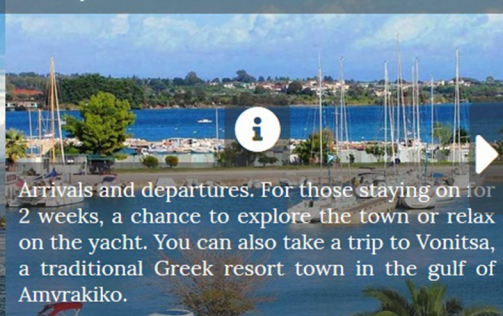 Arrivals and departures. For those staying on for
2 weeks, a chance to explore the town or relax
on the yacht. You can also take a trip to Vonitsa,
a traditional Greek resort town in the gulf of
Amvrakiko.